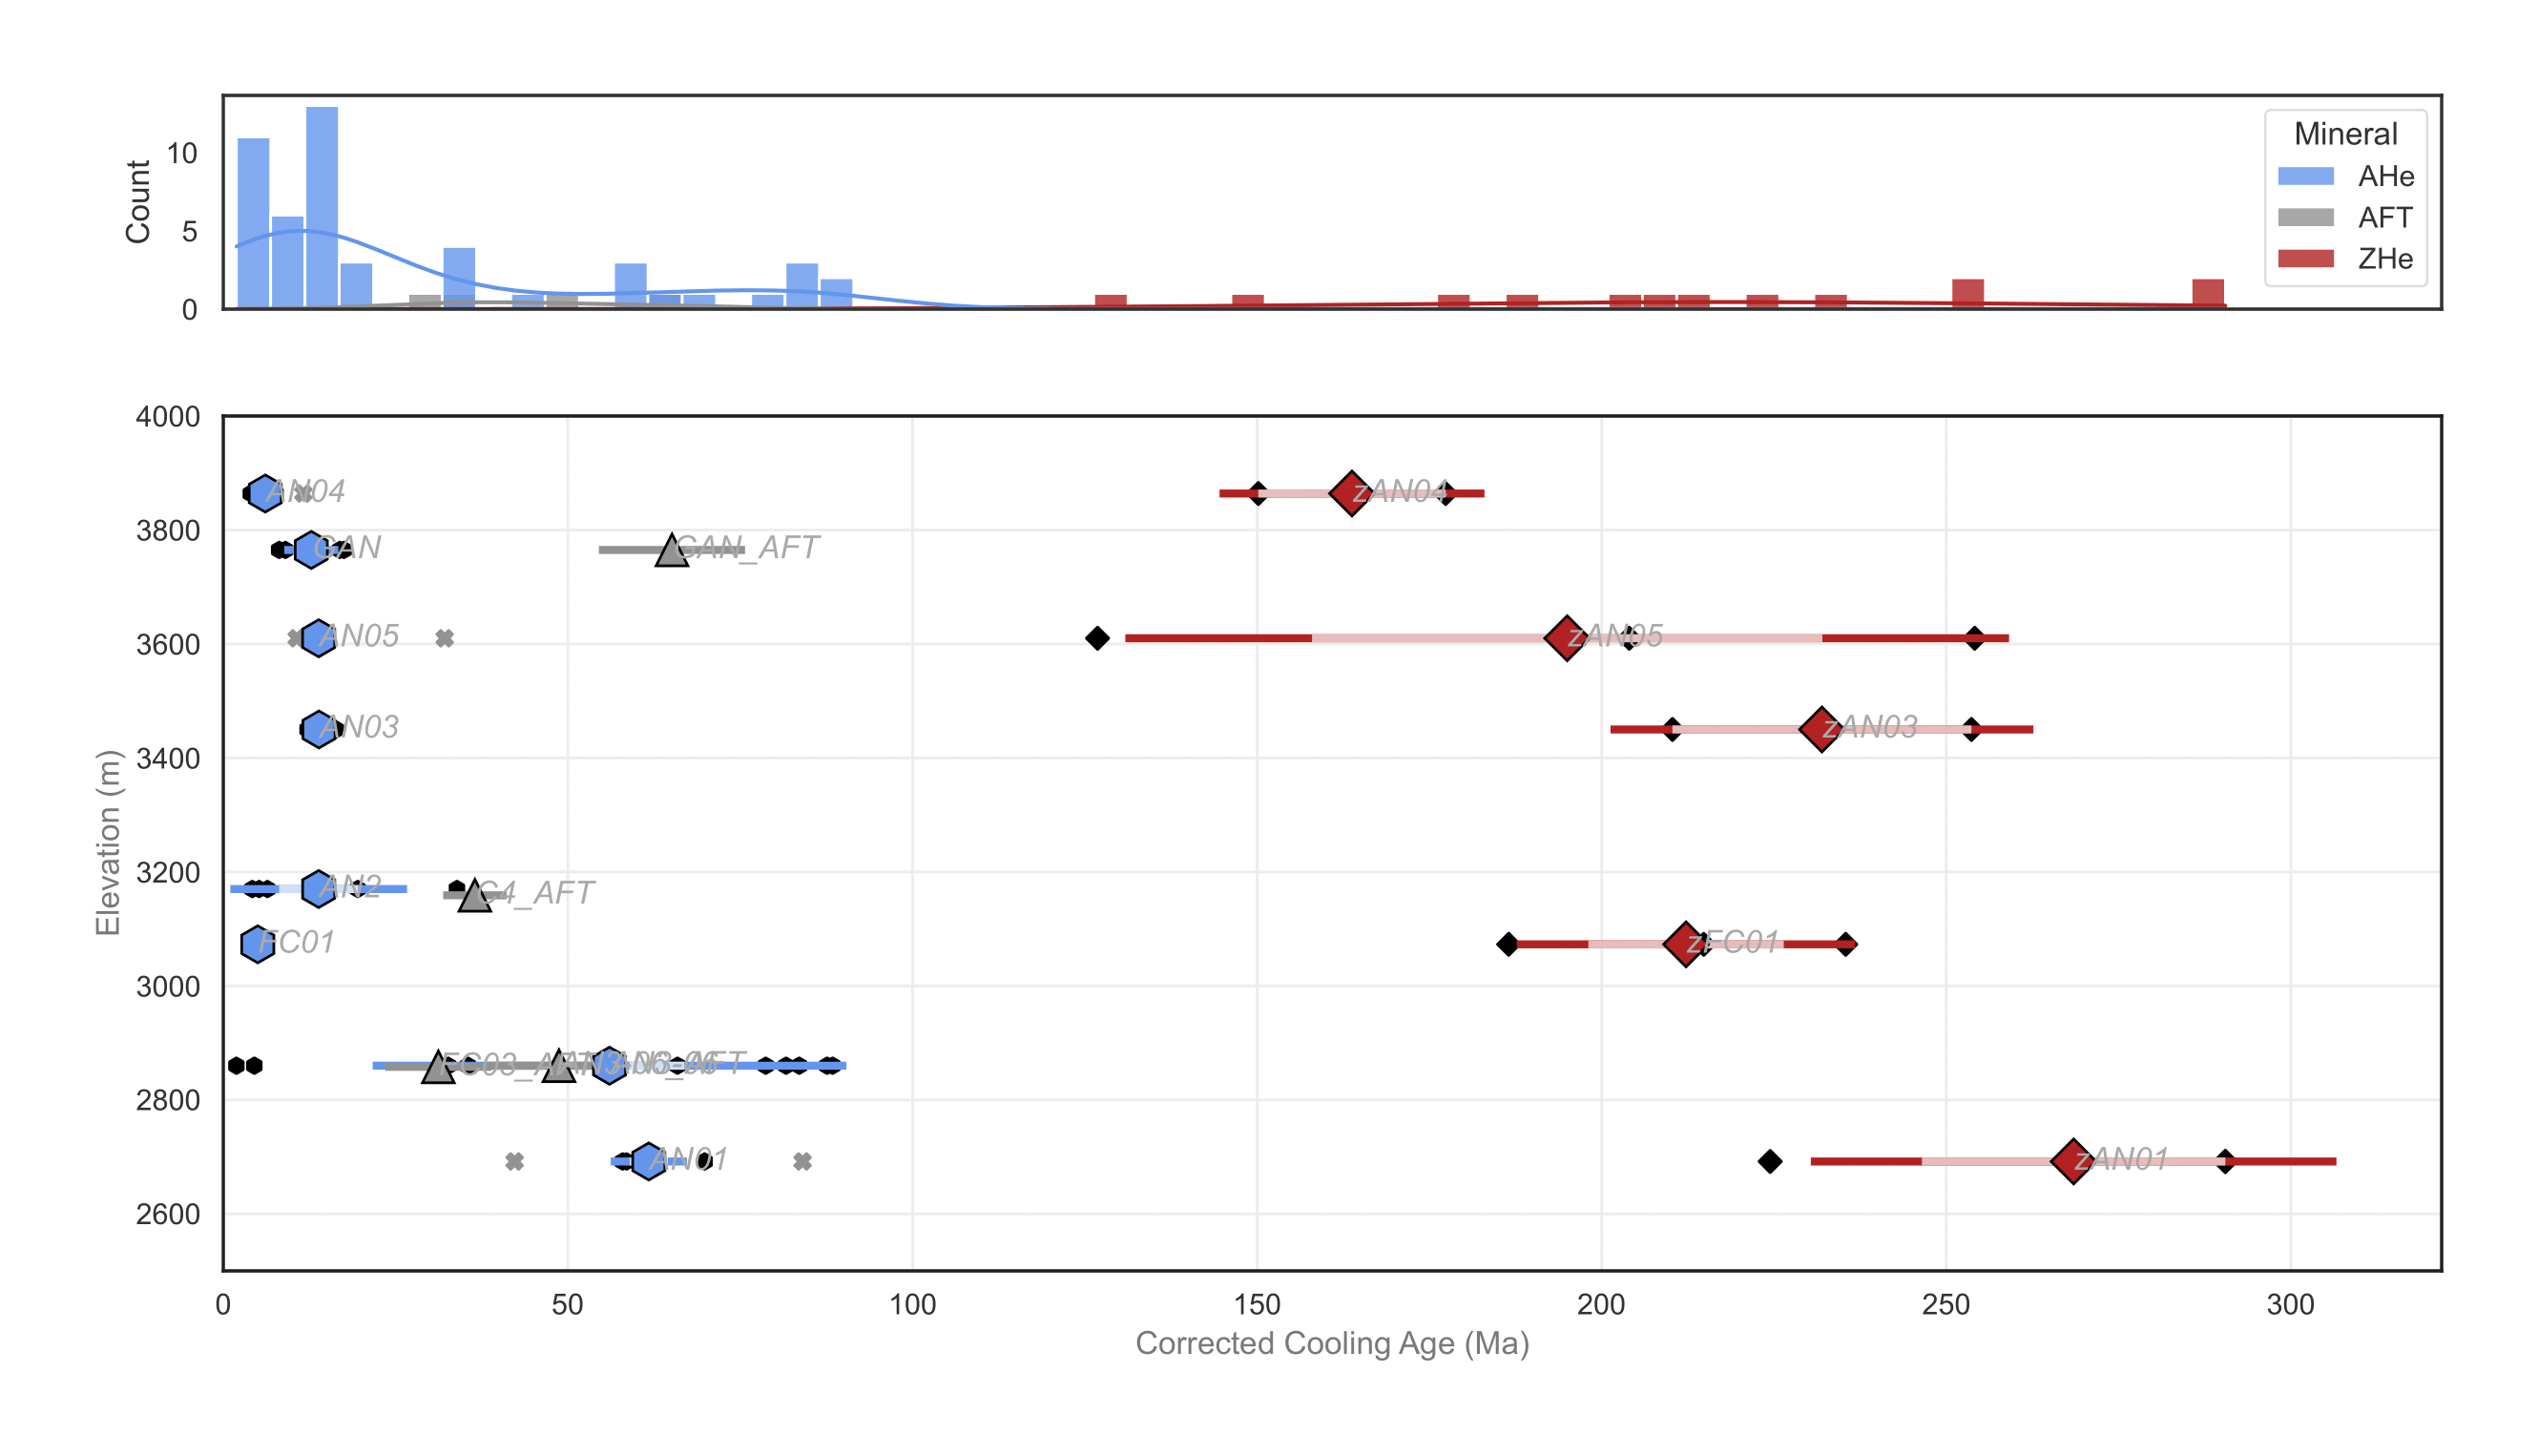 Count
10
5
0
Mineral
AHe
AFT
ZHe
4000
3800
3600
3400
3200
3000
2800
2600
Elevation (m)
AN04
zAN04
GAN
GAN_AFT
AN05
zAN05
AN03
zAN03
AN2
C4_AFT
FC01
zFC01
FC03_AFT
AN01
zAN01
0
50
100
150
200
250
300
Corrected Cooling Age (Ma)